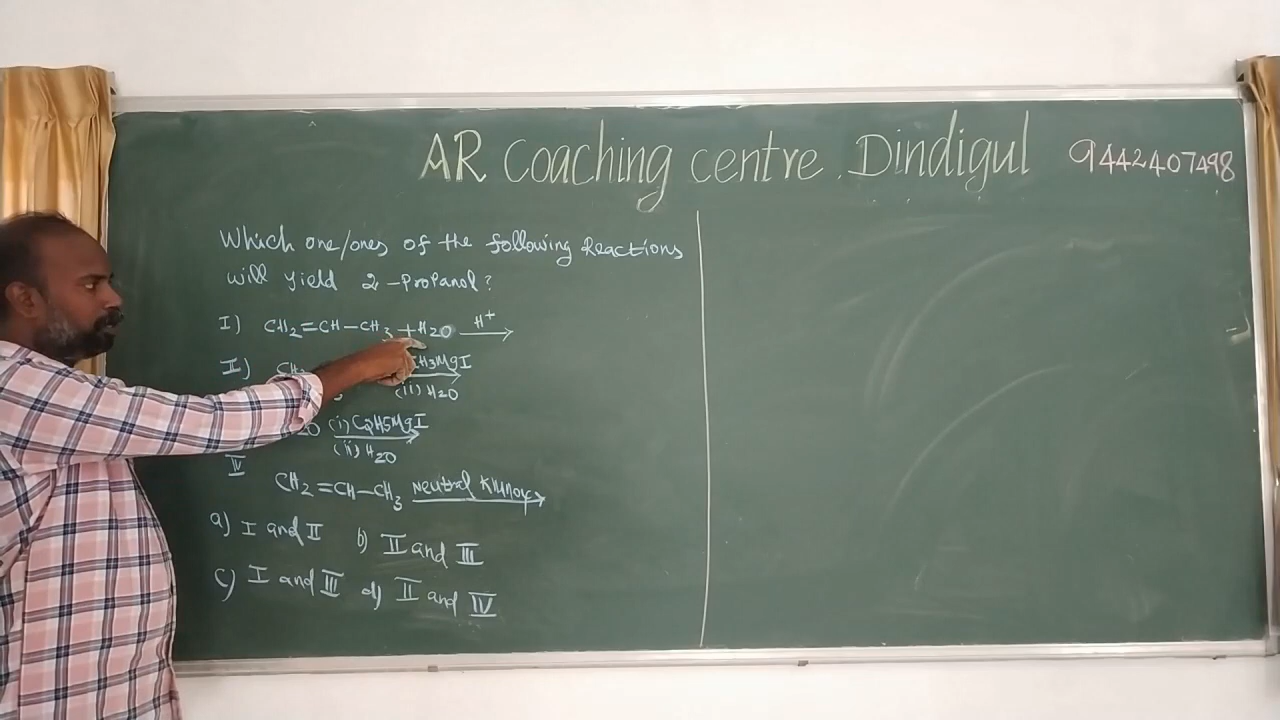 AR Coaching centre. Dindigul 9442407498
Which one/ones of the following Reactions
will yield 2-Propanol?
I) CH2=CH-CH3 + H2O H+
II) CH3MgI
(ii) H2O
(i) C2H5MgI
(ii) H2O
IV
CH2=CH-CH3 Neutral KMnO4
a) I and II b) II and III
c) I and III d) II and IV